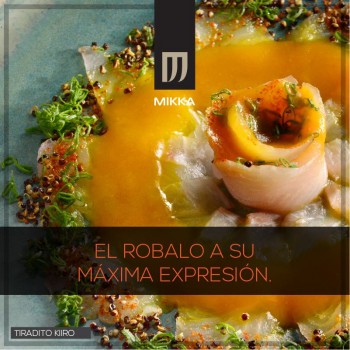 MIKKA
EL ROBALO A SU
MÁXIMA EXPRESIÓN.
TIRADITO KIIRO